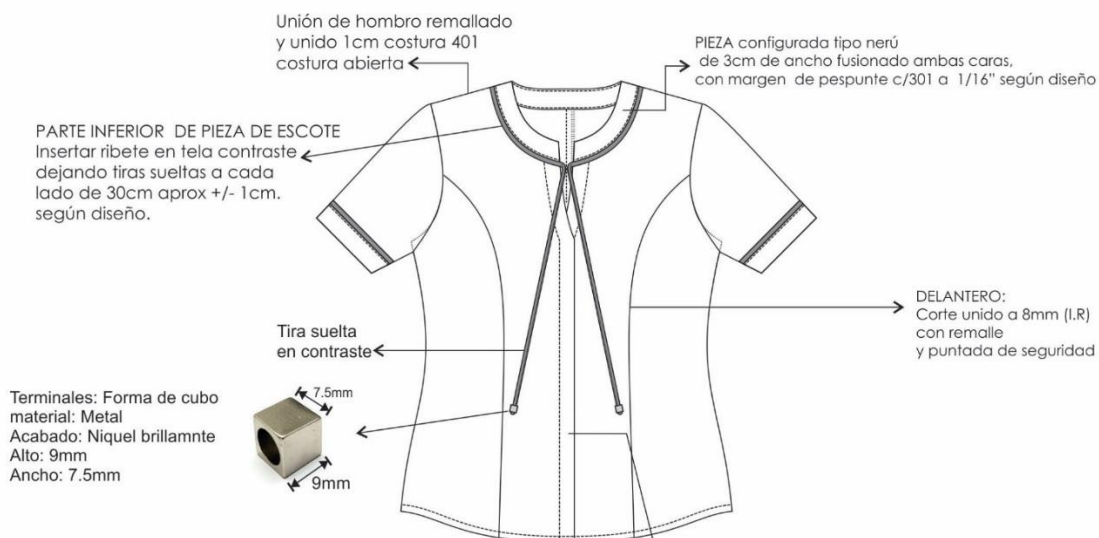 Unión de hombro remallado
y unido 1cm costura 401
costura abierta
PIEZA configurada tipo nerú
de 3cm de ancho fusionado ambas caras,
con margen de pespunte c/301 a 1/16" según diseño
PARTE INFERIOR DE PIEZA DE ESCOTE
Insertar ribete en tela contraste
dejando tiras sueltas a cada
lado de 30cm aprox +/- 1cm.
según diseño.
DELANTERO:
Corte unido a 8mm (I.R)
con remalle
y puntada de seguridad
Tira suelta
en contraste
Terminales: Forma de cubo
material: Metal
Acabado: Niquel brillamnte
Alto: 9mm
Ancho: 7.5mm
7.5mm
9mm